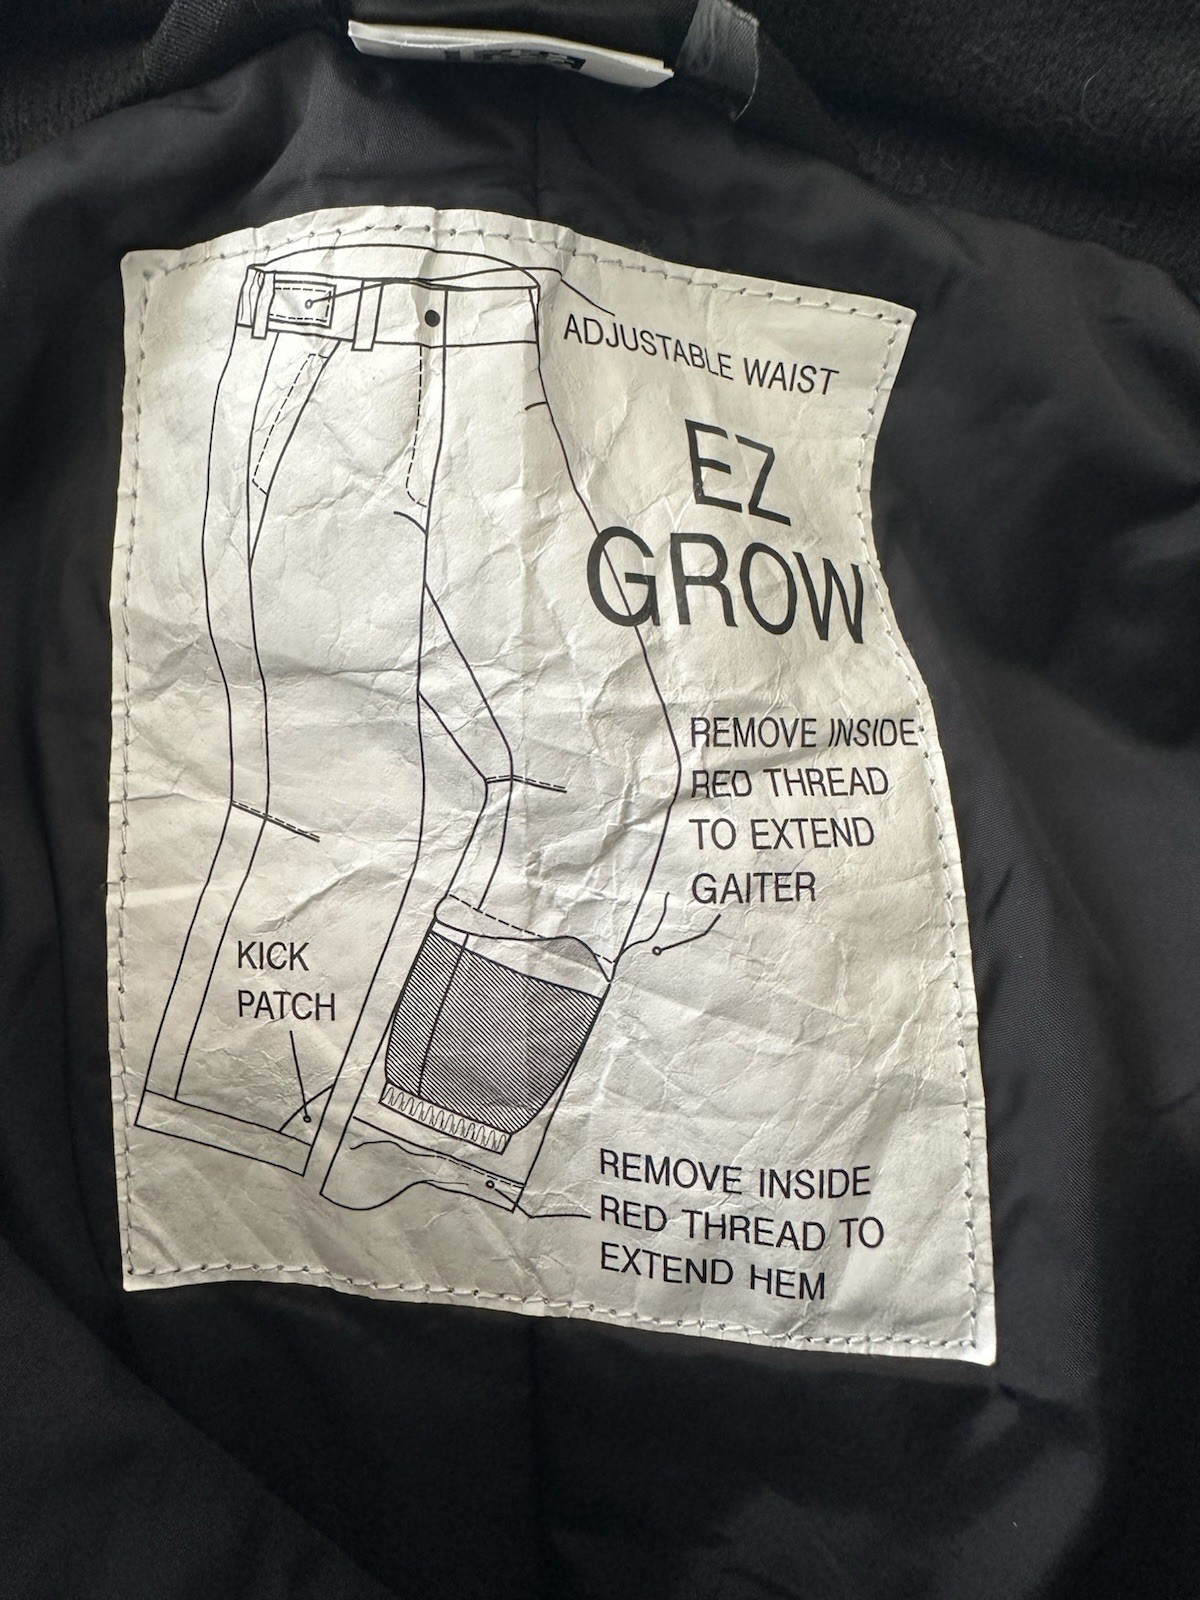 ADJUSTABLE WAIST
EZ
GROW
REMOVE INSIDE
RED THREAD
TO EXTEND
GAITER
KICK
PATCH
REMOVE INSIDE
RED THREAD TO
EXTEND HEM